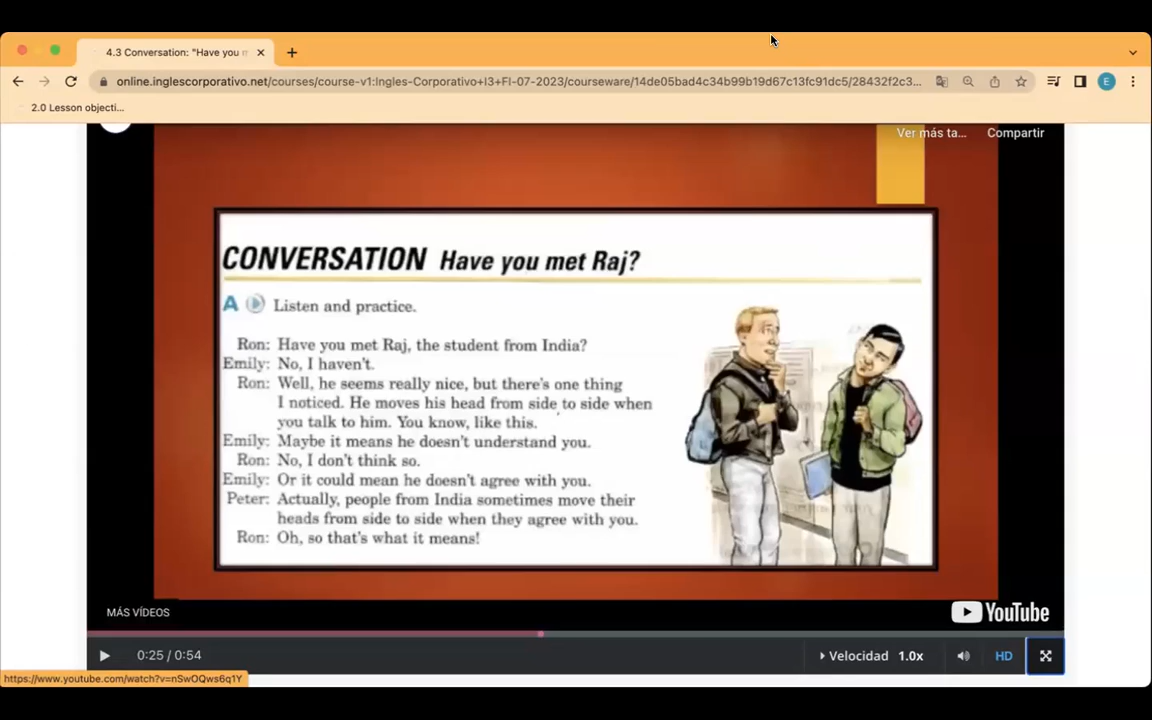 4.3 Conversation: "Have you m
online.inglescorporativo.net/courses/course-v1:Ingles-Corporativo+I3+FI-07-2023/courseware/14de05bad4c34b99b19d67c13fc91dc5/28432f2c3...
E
2.0 Lesson objecti...
Ver más ta...
Compartir
CONVERSATION Have you met Raj?
A Listen and practice.
Ron: Have you met Raj, the student from India?
Emily: No, I haven't.
Ron: Well, he seems really nice, but there's one thing
I noticed. He moves his head from side to side when
you talk to him. You know, like this.
Emily: Maybe it means he doesn't understand you.
Ron: No, I don't think so.
Emily: Or it could mean he doesn't agree with you.
Peter: Actually, people from India sometimes move their
heads from side to side when they agree with you.
Ron: Oh, so that's what it means!
MÁS VÍDEOS
YouTube
0:25 / 0:54
Velocidad 1.0x
HD
https://www.youtube.com/watch?v=nSwOQws6q1Y